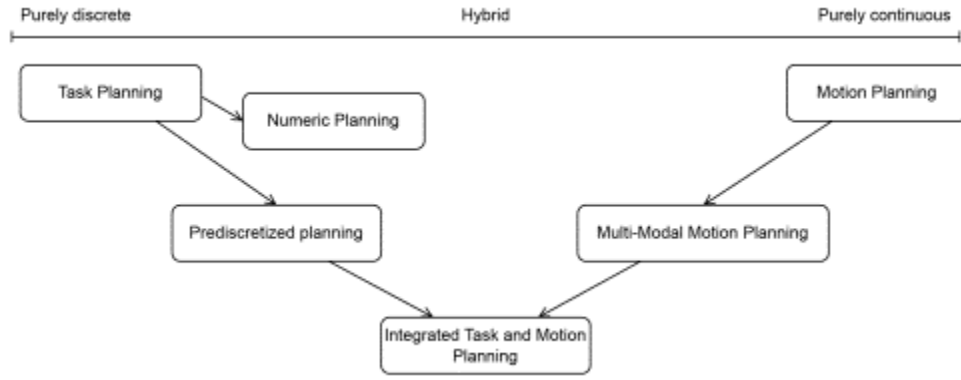 Purely discrete
Hybrid
Purely continuous
Task Planning
Motion Planning
Numeric Planning
Prediscretized planning
Multi-Modal Motion Planning
Integrated Task and Motion
Planning